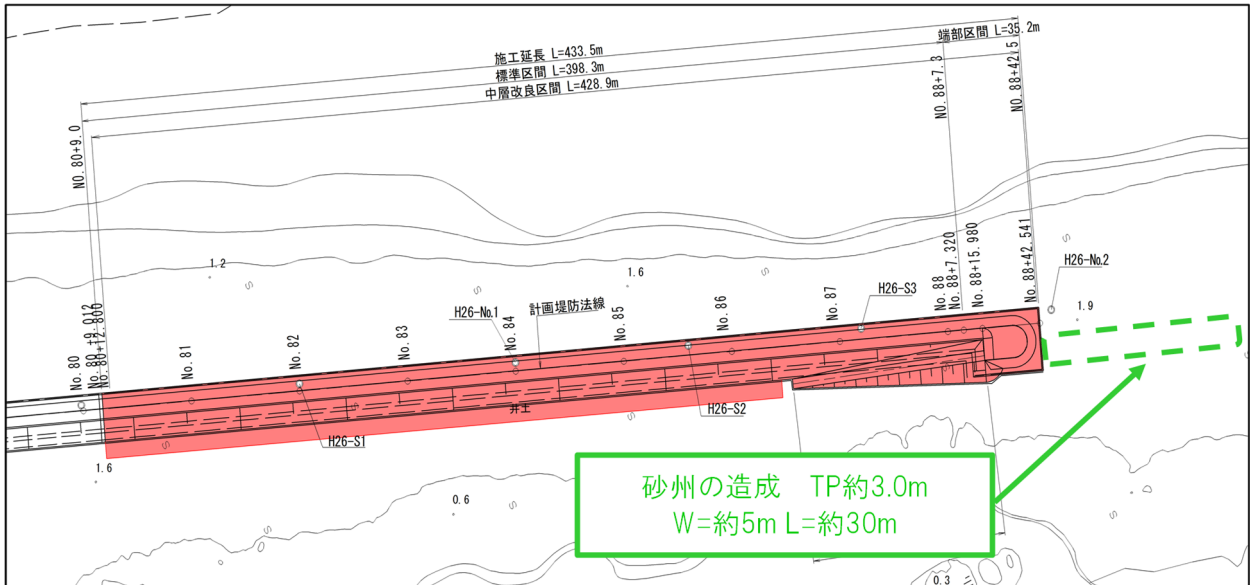 施工延長 L=433.5m
端部区間 L=35.2m
標準区間 L=398.3m
中層改良区間 L=428.9m
NO.80+9.0
NO.88+7.3
NO.88+42.5
1.2
1.6
S
S
S
S
H26-No.2
1.9
No.80
No.80+9.012
No.80+12.800
No.81
No.82
No.83
H26-No.1
No.84
計画堤防法線
No.85
No.86
No.87
H26-S3
No.88
No.88+7.320
No.88+15.980
No.88+42.541
井土
H26-S1
H26-S2
S
S
S
1.6
0.6
S
S
S
砂州の造成 TP約3.0m
W=約5m L=約30m
0.3